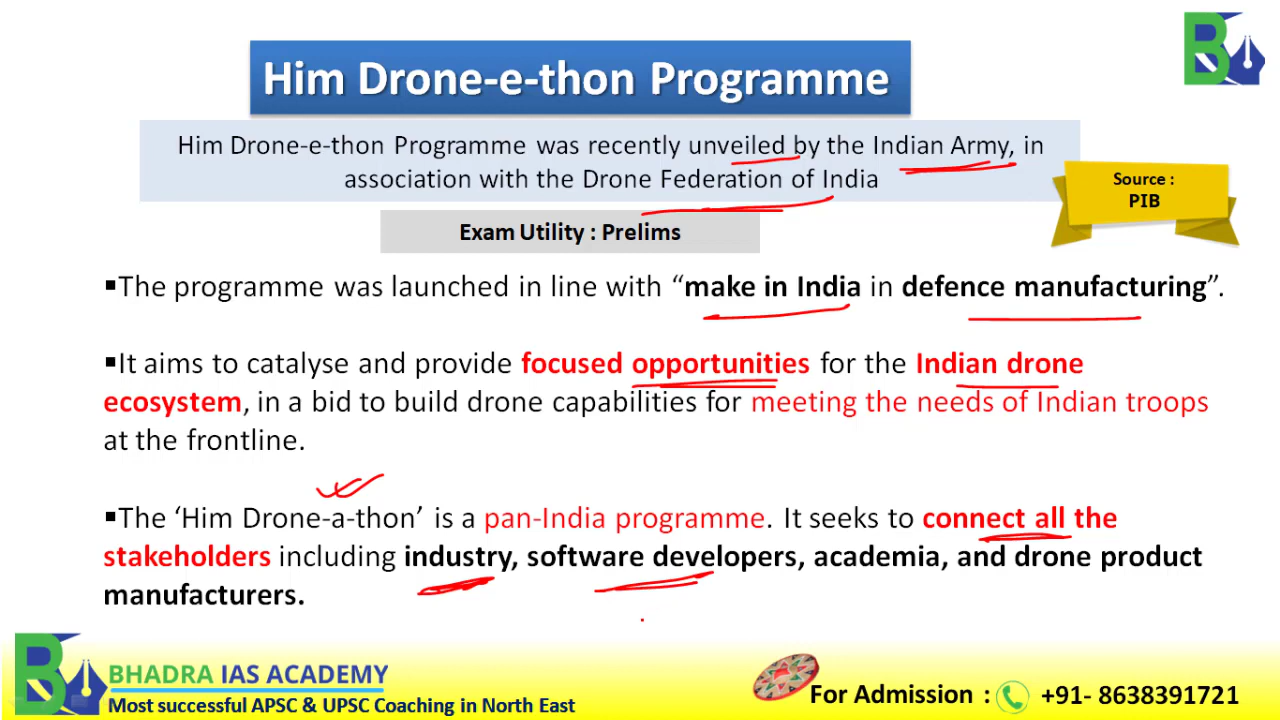 Him Drone-e-thon Programme
Him Drone-e-thon Programme was recently unveiled by the Indian Army, in
association with the Drone Federation of India
Source :
PIB
Exam Utility : Prelims
▪The programme was launched in line with “make in India in defence manufacturing”.
▪It aims to catalyse and provide focused opportunities for the Indian drone
ecosystem, in a bid to build drone capabilities for meeting the needs of Indian troops
at the frontline.
▪The ‘Him Drone-a-thon’ is a pan-India programme. It seeks to connect all the
stakeholders including industry, software developers, academia, and drone product
manufacturers.
BHADRA IAS ACADEMY
Most successful APSC & UPSC Coaching in North East
For Admission : +91- 8638391721